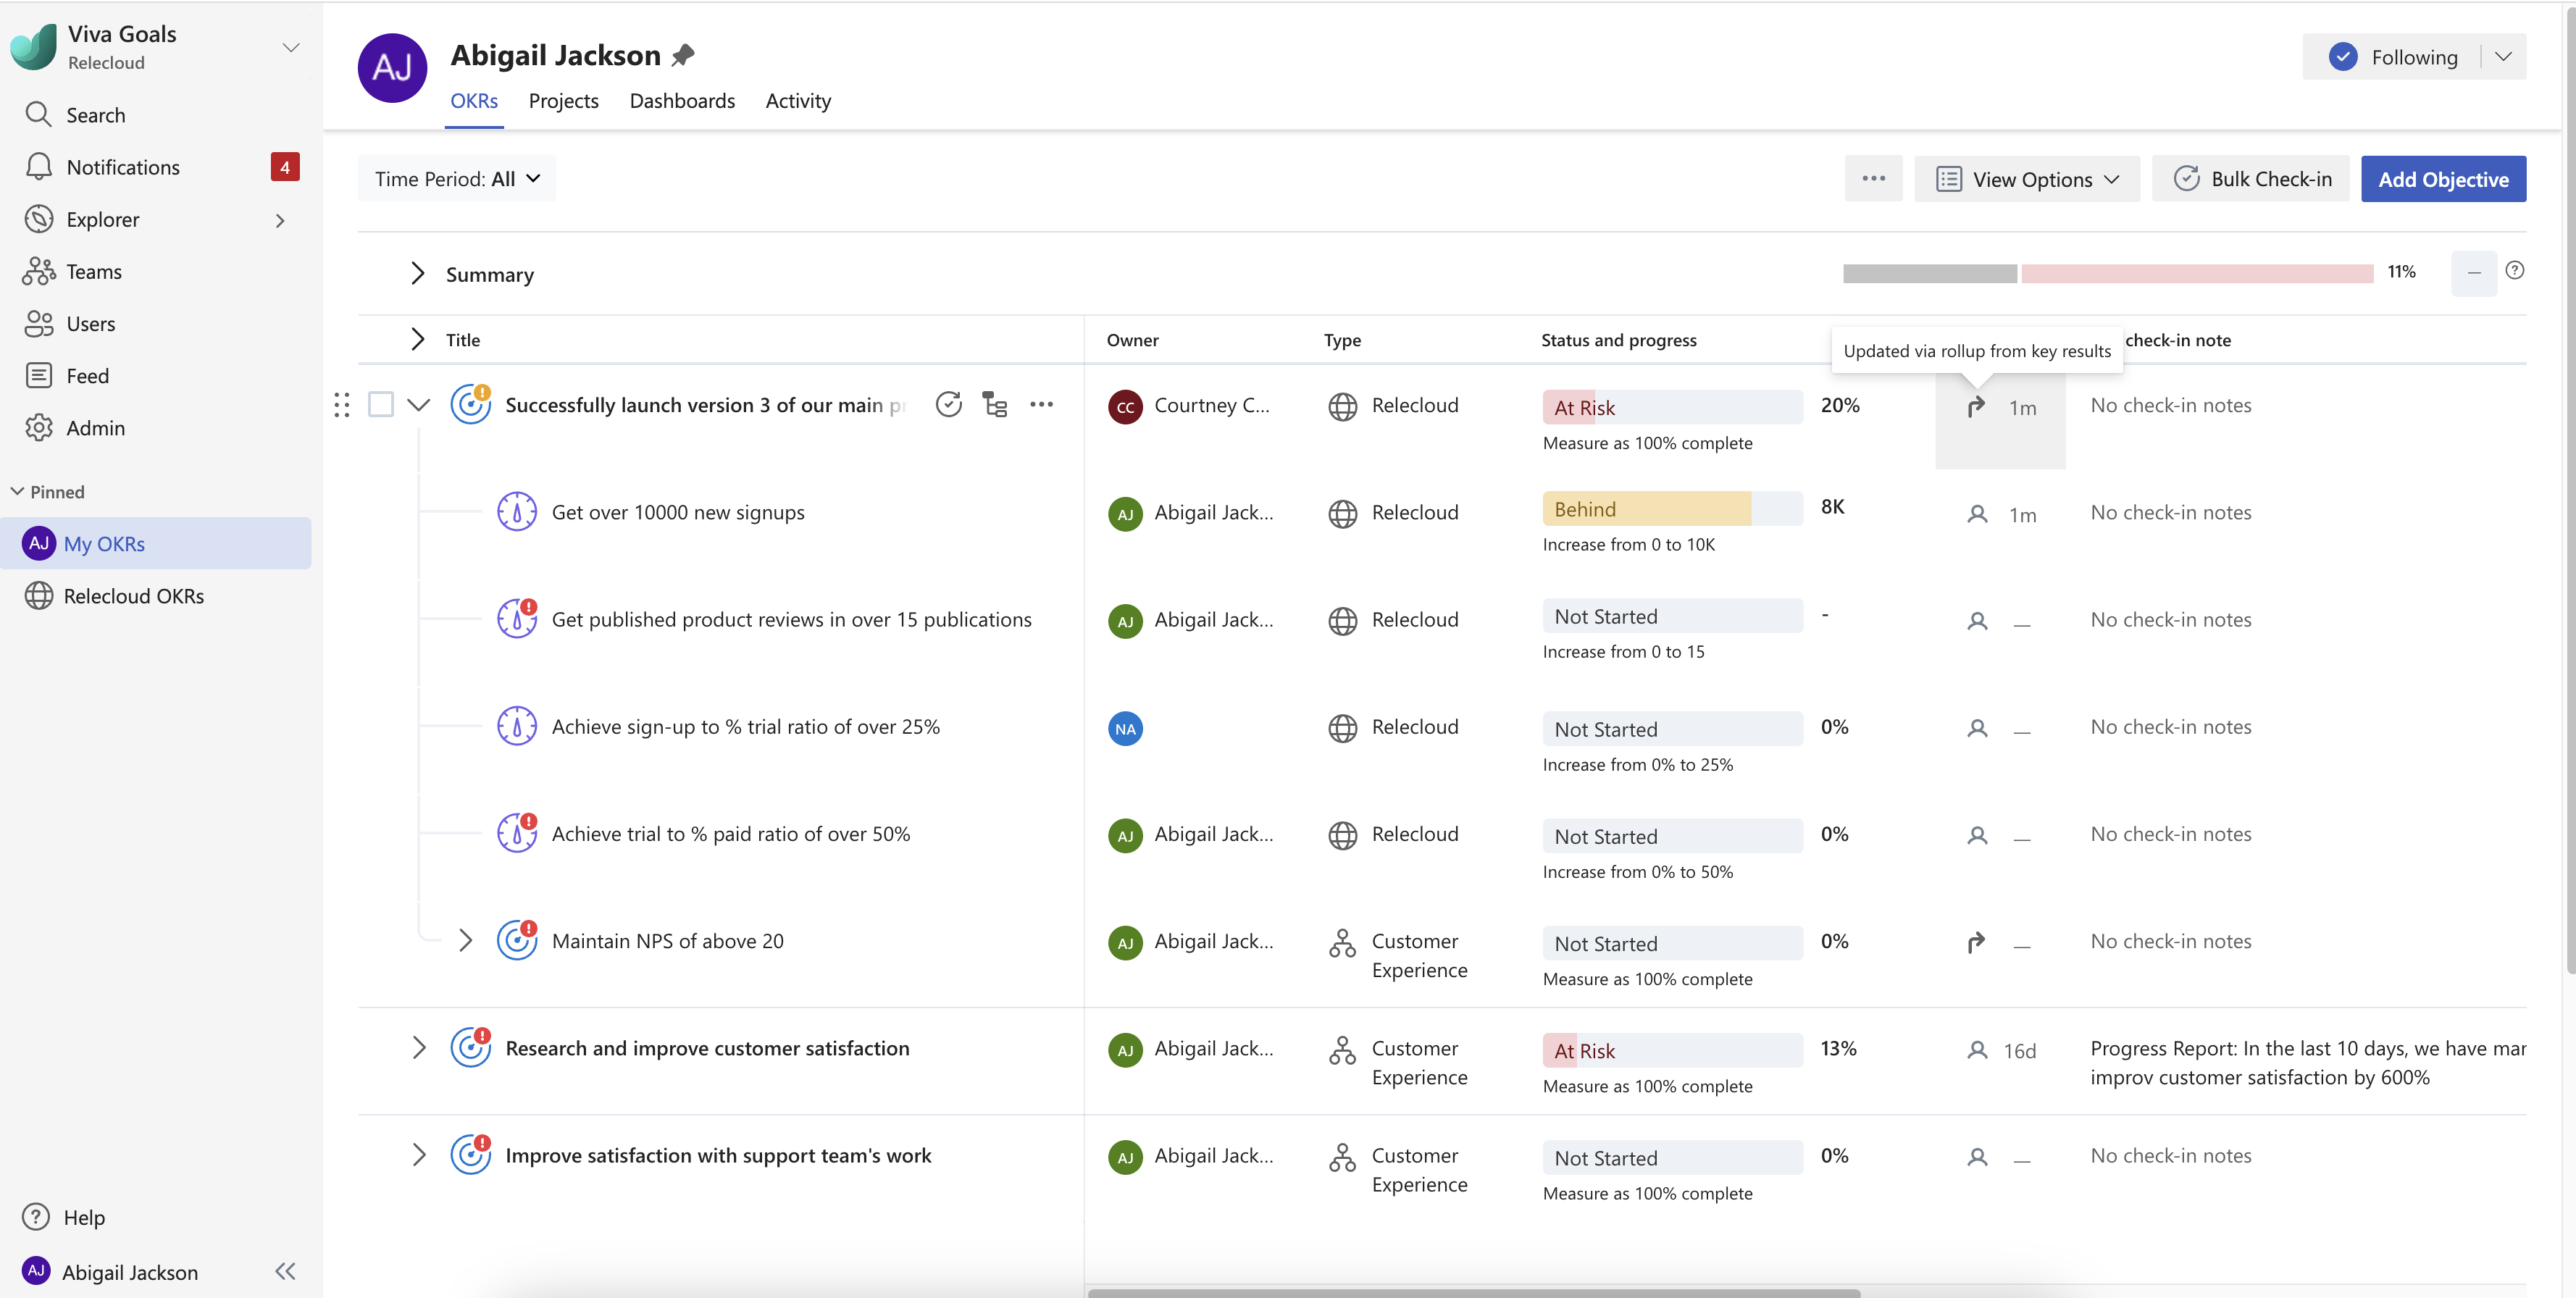 Viva Goals
Relecloud
Search
Notifications 4
Explorer
Teams
Users
Feed
Admin
Pinned
AJ My OKRs
Relecloud OKRs
Help
AJ Abigail Jackson
AJ
Abigail Jackson
OKRs Projects Dashboards Activity
Following
Time Period: All
View Options
Bulk Check-in
Add Objective
Summary 11%
Title Owner Type Status and progress check-in note
Updated via rollup from key results
Successfully launch version 3 of our main CC Courtney C... Relecloud At Risk 20% 1m No check-in notes
Measure as 100% complete
Get over 10000 new signups AJ Abigail Jack... Relecloud Behind 8K 1m No check-in notes
Increase from 0 to 10K
Get published product reviews in over 15 publications AJ Abigail Jack... Relecloud Not Started - — No check-in notes
Increase from 0 to 15
Achieve sign-up to % trial ratio of over 25% NA Relecloud Not Started 0% — No check-in notes
Increase from 0% to 25%
Achieve trial to % paid ratio of over 50% AJ Abigail Jack... Relecloud Not Started 0% — No check-in notes
Increase from 0% to 50%
Maintain NPS of above 20 AJ Abigail Jack... Customer Experience Not Started 0% — No check-in notes
Measure as 100% complete
Research and improve customer satisfaction AJ Abigail Jack... Customer Experience At Risk 13% 16d Progress Report: In the last 10 days, we have
Measure as 100% complete improv customer satisfaction by 600%
Improve satisfaction with support team's work AJ Abigail Jack... Customer Experience Not Started 0% — No check-in notes
Measure as 100% complete